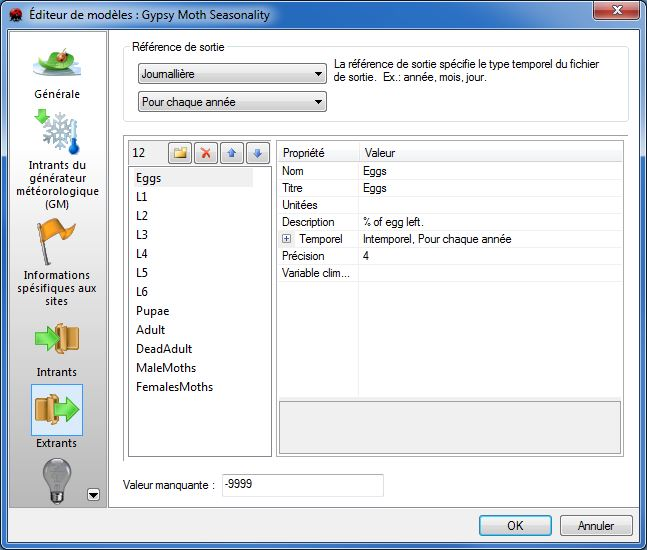 Éditeur de modèles : Gypsy Moth Seasonality
Générale
Intrants du
générateur
météorologique
(GM)
Informations
spésifiques aux
sites
Intrants
Extrants
Référence de sortie
Journallière
Pour chaque année
La référence de sortie spécifie le type temporel du fichier
de sortie. Ex.: année, mois, jour.
12
Eggs
L1
L2
L3
L4
L5
L6
Pupae
Adult
DeadAdult
MaleMoths
FemalesMoths
Propriété Valeur
Nom Eggs
Titre Eggs
Unitées
Description % of egg left.
Temporel Intemporel, Pour chaque année
Précision 4
Variable clim...
Valeur manquante : -9999
OK Annuler